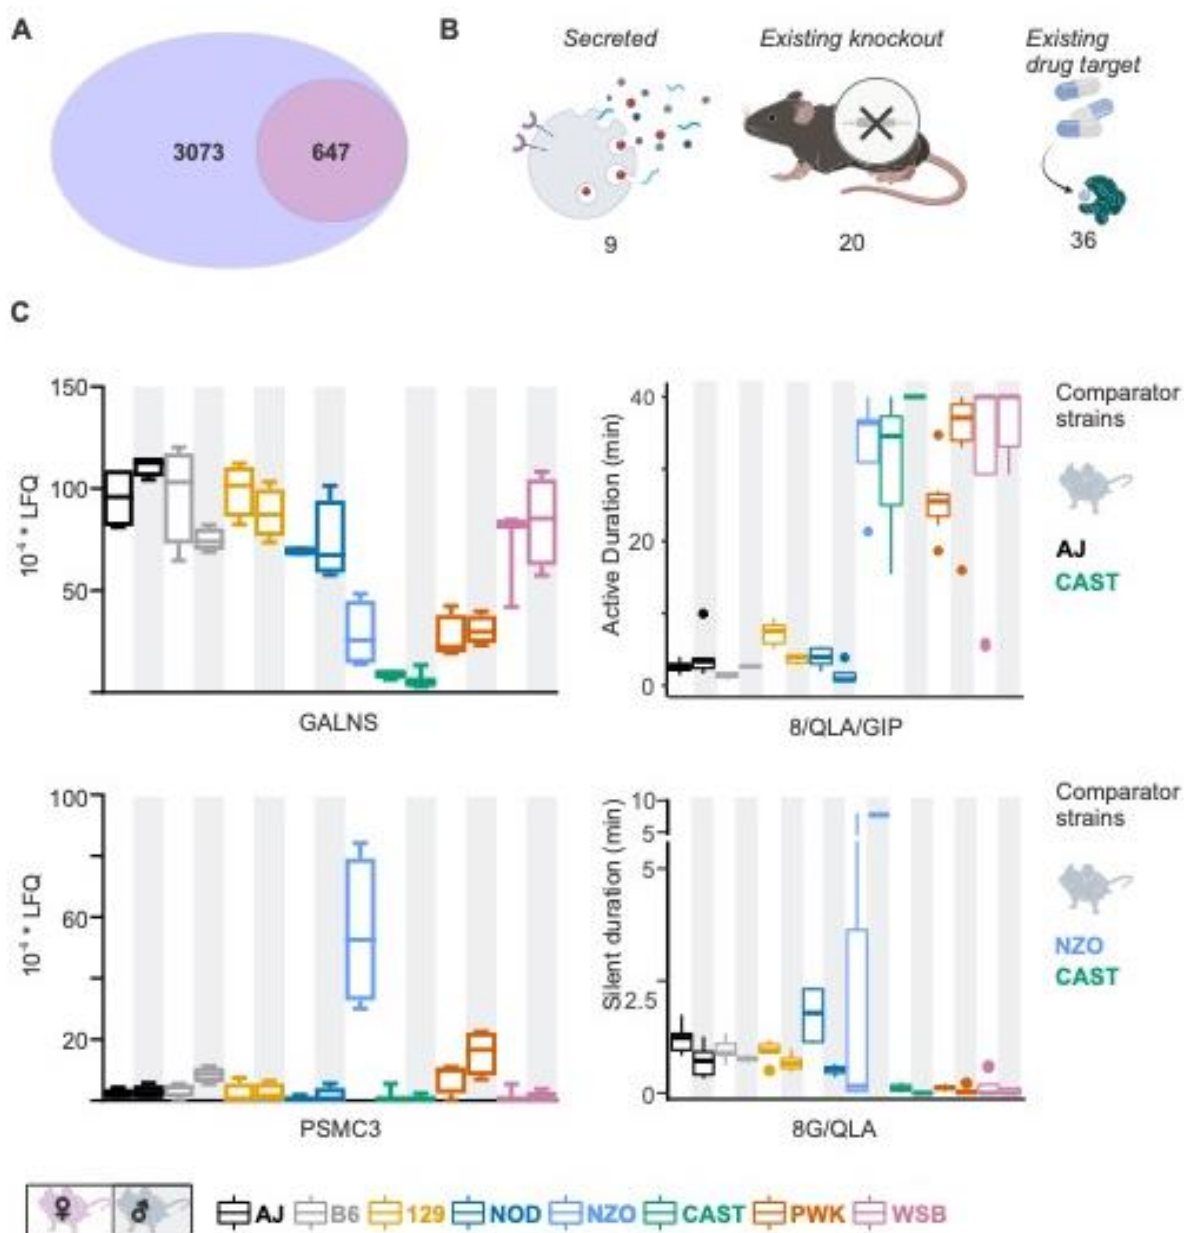 A
B
Secreted
Existing knockout
Existing
drug target
3073
647
9
20
36
C
150
100
50
10⁻⁴ * LFQ
GALNS
40
20
0
Active Duration (min)
8/QLA/GIP
Comparator
strains
AJ
CAST
100
60
20
10⁻⁴ * LFQ
PSMC3
10
5
5
2.5
0
Silent duration (min)
8G/QLA
Comparator
strains
NZO
CAST
♀ ♂ AJ B6 129 NOD NZO CAST PWK WSB